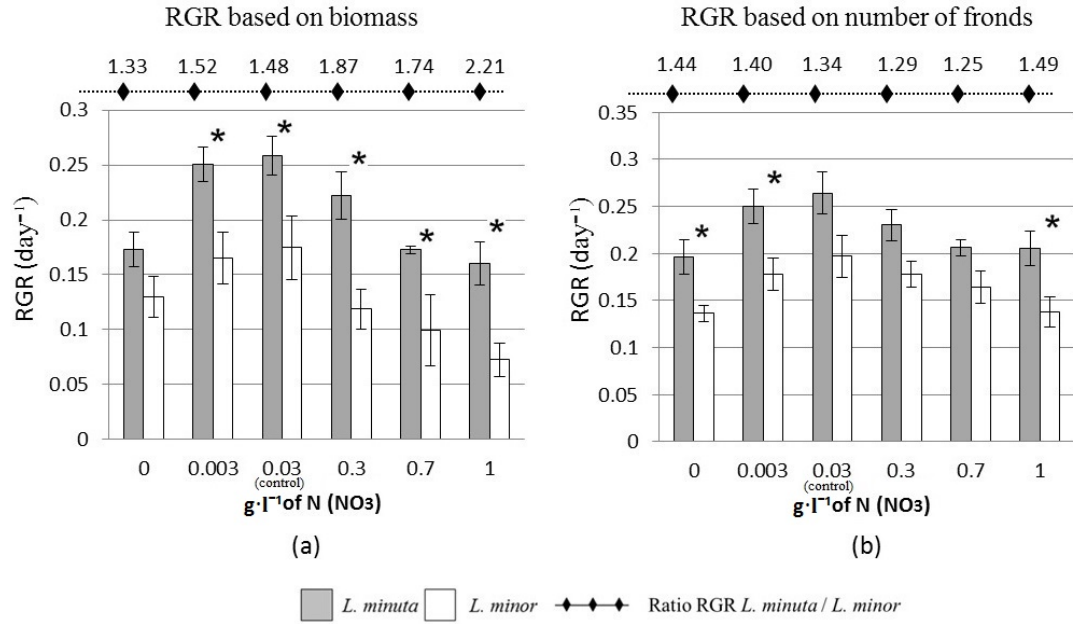 RGR based on biomass
1.33 1.52 1.48 1.87 1.74 2.21
0.3
0.25
0.2
0.15
0.1
0.05
0
RGR (day⁻¹)
* * * * *
0 0.003 0.03 0.3 0.7 1
(control)
g·l⁻¹of N (NO3)
(a)
RGR based on number of fronds
1.44 1.40 1.34 1.29 1.25 1.49
0.35
0.3
0.25
0.2
0.15
0.1
0.05
0
RGR (day⁻¹)
* * *
0 0.003 0.03 0.3 0.7 1
(control)
g·l⁻¹of N (NO3)
(b)
L. minuta L. minor Ratio RGR L. minuta / L. minor